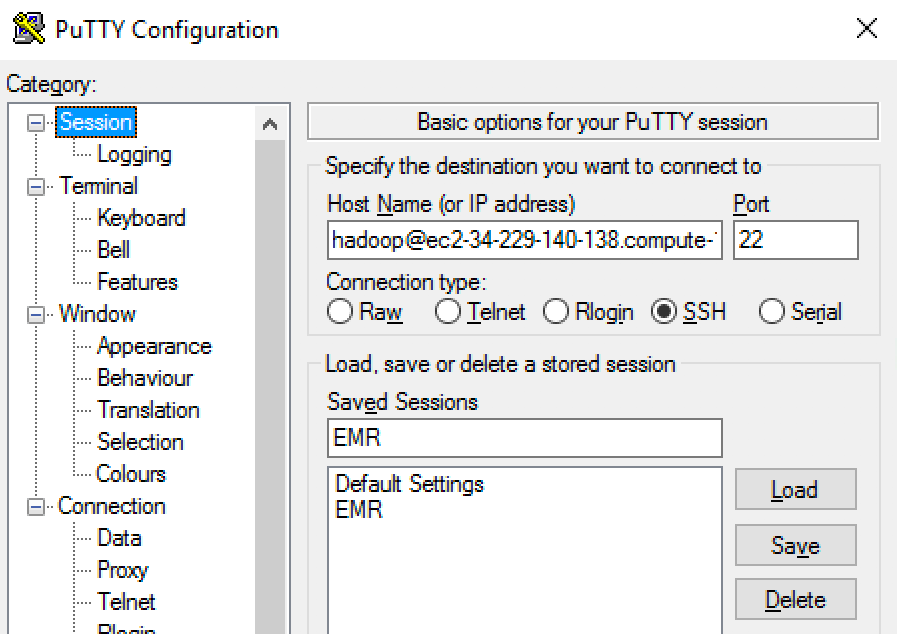 PuTTY Configuration
Category:
Session
Logging
Terminal
Keyboard
Bell
Features
Window
Appearance
Behaviour
Translation
Selection
Colours
Connection
Data
Proxy
Telnet
Rlogin
Basic options for your PuTTY session
Specify the destination you want to connect to
Host Name (or IP address) Port
hadoop@ec2-34-229-140-138.compute- 22
Connection type:
Raw Telnet Rlogin SSH Serial
Load, save or delete a stored session
Saved Sessions
EMR
Default Settings
EMR
Load
Save
Delete